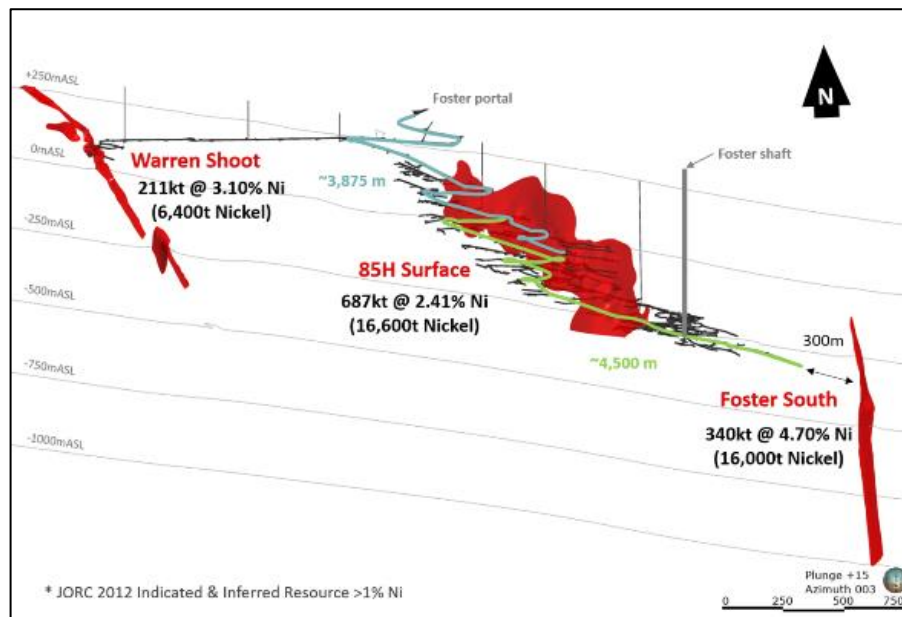 +250mASL
Foster portal
N
0mASL
Warren Shoot
211kt @ 3.10% Ni
(6,400t Nickel)
~3,875 m
Foster shaft
-250mASL
85H Surface
687kt @ 2.41% Ni
(16,600t Nickel)
-500mASL
300m
~4,500 m
-750mASL
Foster South
340kt @ 4.70% Ni
(16,000t Nickel)
-1000mASL
* JORC 2012 Indicated & Inferred Resource >1% Ni
Plunge +15
Azimuth 003
0 250 500 750